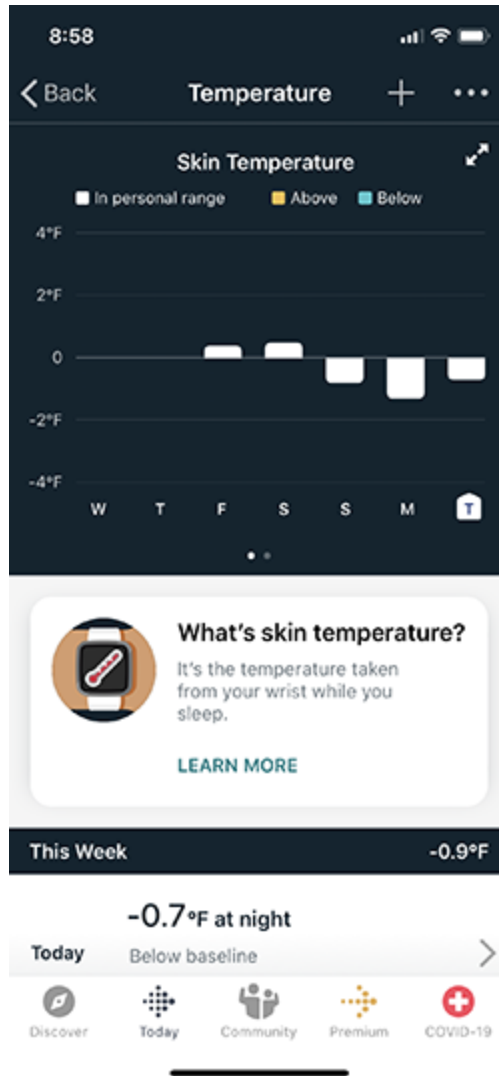 8:58
Back Temperature
Skin Temperature
In personal range Above Below
4°F
2°F
0
-2°F
-4°F
W T F S S M T
What's skin temperature?
It's the temperature taken
from your wrist while you
sleep.
LEARN MORE
This Week -0.9°F
-0.7°F at night
Today Below baseline
Discover Today Community Premium COVID-19